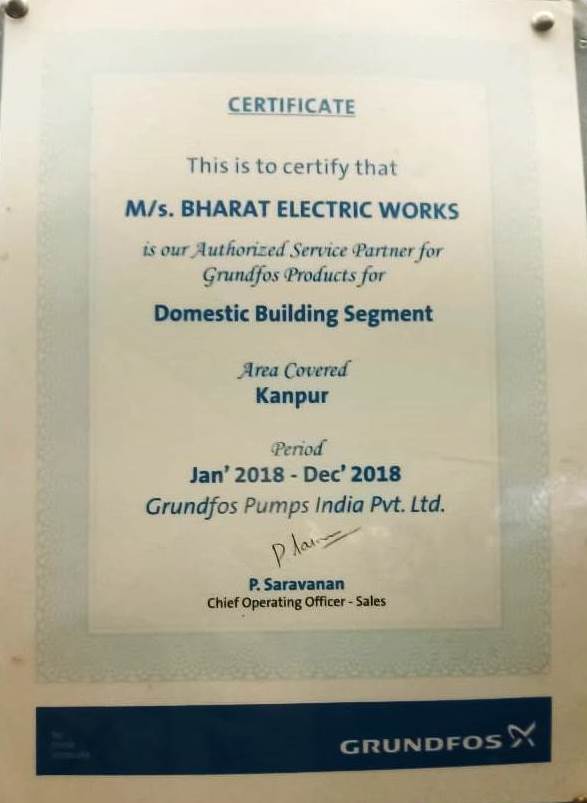 CERTIFICATE
This is to certify that
M/s. BHARAT ELECTRIC WORKS
is our Authorized Service Partner for
Grundfos Products for
Domestic Building Segment
Area Covered
Kanpur
Period
Jan' 2018 - Dec' 2018
Grundfos Pumps India Pvt. Ltd.
P. Saravanan
Chief Operating Officer - Sales
GRUNDFOS